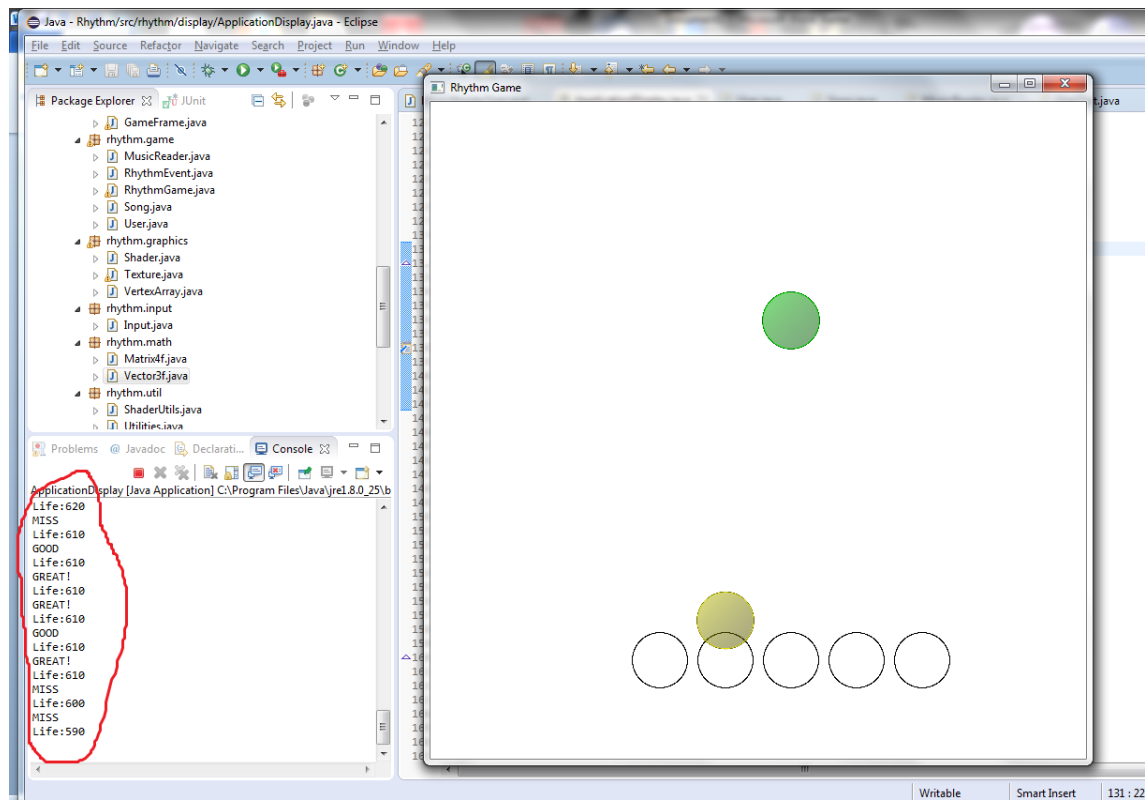 Java - Rhythm/src/rhythm/display/ApplicationDisplay.java - Eclipse
File Edit Source Refactor Navigate Search Project Run Window Help
Package Explorer JUnit
GameFrame.java
rhythm.game
MusicReader.java
RhythmEvent.java
RhythmGame.java
Song.java
User.java
rhythm.graphics
Shader.java
Texture.java
VertexArray.java
rhythm.input
Input.java
rhythm.math
Matrix4f.java
Vector3f.java
rhythm.util
ShaderUtils.java
Utilities.java
Problems @ Javadoc Declarati... Console
ApplicationDisplay [Java Application] C:\Program Files\Java\jre1.8.0_25\b
Life:620
MISS
Life:610
GOOD
Life:610
GREAT!
Life:610
GREAT!
Life:610
GOOD
Life:610
GREAT!
Life:610
MISS
Life:600
MISS
Life:590
Rhythm Game
t.java
Writable Smart Insert 131 : 22